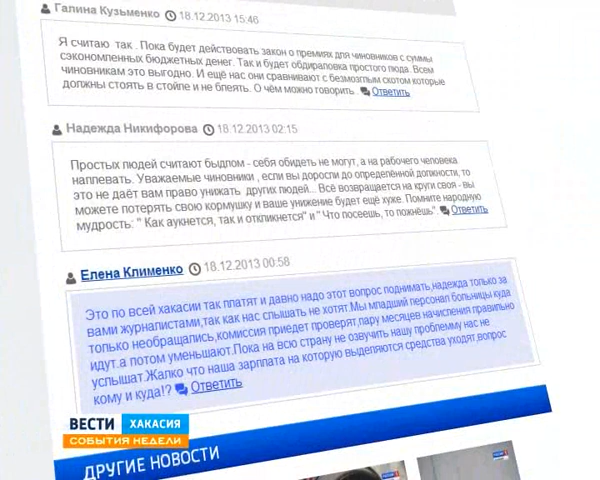 Галина Кузьменко 18.12.2013 15:46
Я считаю так . Пока будет действовать закон о премиях для чиновников с суммы
сэкономленных бюджетных денег. Так и будет обдираловка простого люда. Всем
чиновникам это выгодно. И ещё нас они сравнивают с безмозглым скотом которые
должны стоять в стойле и не блеять. О чём можно говорить . Ответить
Надежда Никифорова 18.12.2013 02:15
Простых людей считают быдлом - себя обидеть не могут, а на рабочего человека
наплевать. Уважаемые чиновники , если вы доросли до определённой должности, то
это не даёт вам право унижать других людей... Всё возвращается на круги своя - вы
можете потерять свою кормушку и ваше унижение будет ещё хуже. Помните народную
мудрость: " Как аукнется, так и откликнется" и " Что посеешь, то пожнёшь". Ответить
Елена Клименко 18.12.2013 00:58
Это по всей хакасии так платят и давно надо этот вопрос поднимать,надежда только за
вами журналистами,так как нас слышать не хотят.Мы младший персонал больницы куда
только необращались,комиссия приедет проверят,пару месяцев начисления правильно
идут.а потом уменьшают.Пока на всю страну не озвучить нашу проблемму нас не
услышат.Жалко что наша зарплата на которую выделяются средства уходят,вопрос
кому и куда!? Ответить
ВЕСТИ ХАКАСИЯ
СОБЫТИЯ НЕДЕЛИ
ДРУГИЕ НОВОСТИ